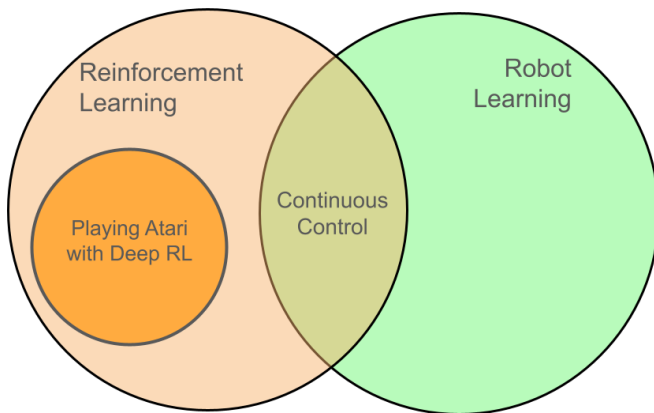 Reinforcement
Learning
Robot
Learning
Playing Atari
with Deep RL
Continuous
Control